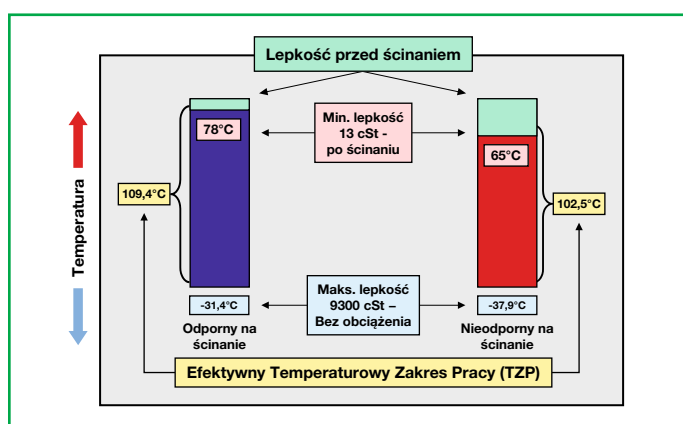 Lepkość przed ścinaniem
Temperatura
78°C
Min. lepkość
13 cSt -
po ścinaniu
65°C
109,4°C
102,5°C
Maks. lepkość
9300 cSt –
Bez obciążenia
-31,4°C
-37,9°C
Odporny na
ścinanie
Nieodporny na
ścinanie
Efektywny Temperaturowy Zakres Pracy (TZP)